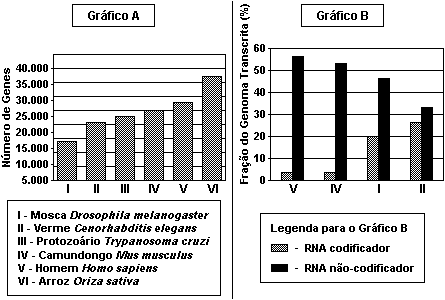 Gráfico A
Número de Genes
40.000
35.000
30.000
25.000
20.000
15.000
10.000
5.000
I II III IV V VI
I - Mosca Drosophila melanogaster
II - Verme Cenorhabditis elegans
III - Protozoário Trypanosoma cruzi
IV - Camundongo Mus musculus
V - Homem Homo sapiens
VI - Arroz Oriza sativa
Gráfico B
Fração do Genoma Transcrita (%)
60
50
40
30
20
10
0
V IV I II
Legenda para o Gráfico B
- RNA codificador
- RNA não-codificador